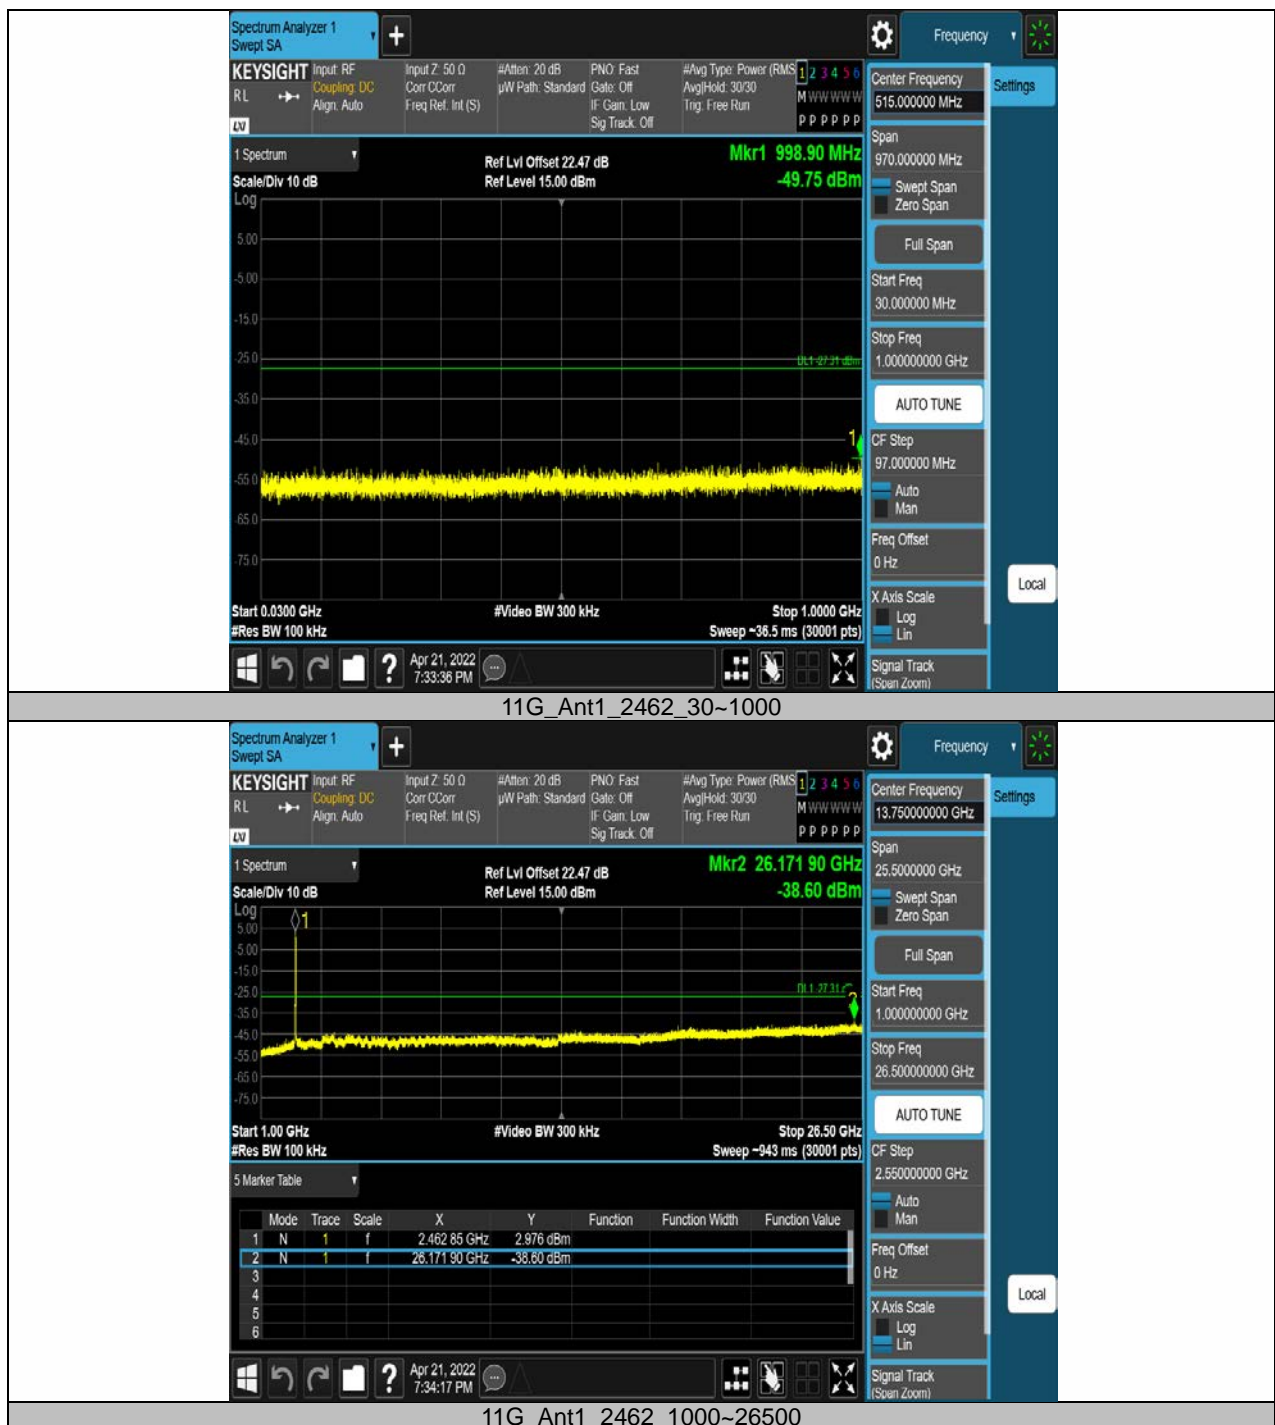 Spectrum Analyzer 1
Swept SA
+
Frequency
KEYSIGHT
RL
LXI
Input: RF
Coupling: DC
Align: Auto
Input Z: 50 Ω
Corr CCorr
Freq Ref: Int (S)
#Atten: 20 dB
µW Path: Standard
PNO: Fast
Gate: Off
IF Gain: Low
Sig Track: Off
#Avg Type: Power (RMS
Avg|Hold: 30/30
Trig: Free Run
1 2 3 4 5 6
M W W W W W
P P P P P P
Center Frequency
515.000000 MHz
Settings
Span
970.000000 MHz
Swept Span
Zero Span
Full Span
Start Freq
30.000000 MHz
Stop Freq
1.000000000 GHz
AUTO TUNE
CF Step
97.000000 MHz
Auto
Man
Freq Offset
0 Hz
X Axis Scale
Log
Lin
Signal Track
(Span Zoom)
Local
1 Spectrum
Scale/Div 10 dB
Log
Ref Lvl Offset 22.47 dB
Ref Level 15.00 dBm
Mkr1 998.90 MHz
-49.75 dBm
5.00
-5.00
-15.0
-25.0
DL1 -27.31 dBm
-35.0
-45.0
1
-55.0
-65.0
-75.0
Start 0.0300 GHz
#Res BW 100 kHz
#Video BW 300 kHz
Stop 1.0000 GHz
Sweep ~36.5 ms (30001 pts)
?
Apr 21, 2022
7:33:36 PM
11G_Ant1_2462_30~1000
Spectrum Analyzer 1
Swept SA
+
Frequency
KEYSIGHT
RL
LXI
Input: RF
Coupling: DC
Align: Auto
Input Z: 50 Ω
Corr CCorr
Freq Ref: Int (S)
#Atten: 20 dB
µW Path: Standard
PNO: Fast
Gate: Off
IF Gain: Low
Sig Track: Off
#Avg Type: Power (RMS
Avg|Hold: 30/30
Trig: Free Run
1 2 3 4 5 6
M W W W W W
P P P P P P
Center Frequency
13.750000000 GHz
Settings
Span
25.5000000 GHz
Swept Span
Zero Span
Full Span
Start Freq
1.000000000 GHz
Stop Freq
26.500000000 GHz
AUTO TUNE
CF Step
2.550000000 GHz
Auto
Man
Freq Offset
0 Hz
X Axis Scale
Log
Lin
Signal Track
(Span Zoom)
Local
1 Spectrum
Scale/Div 10 dB
Log
Ref Lvl Offset 22.47 dB
Ref Level 15.00 dBm
Mkr2 26.171 90 GHz
-38.60 dBm
1
5.00
-5.00
-15.0
-25.0
-35.0
-45.0
-55.0
-65.0
-75.0
Start 1.00 GHz
#Res BW 100 kHz
#Video BW 300 kHz
Stop 26.50 GHz
Sweep ~943 ms (30001 pts)
5 Marker Table
Mode Trace Scale X Y Function Function Width Function Value
1 N 1 f 2.462 85 GHz 2.976 dBm
2 N 1 f 26.171 90 GHz -38.60 dBm
3
4
5
6
?
Apr 21, 2022
7:34:17 PM
11G_Ant1_2462_1000~26500